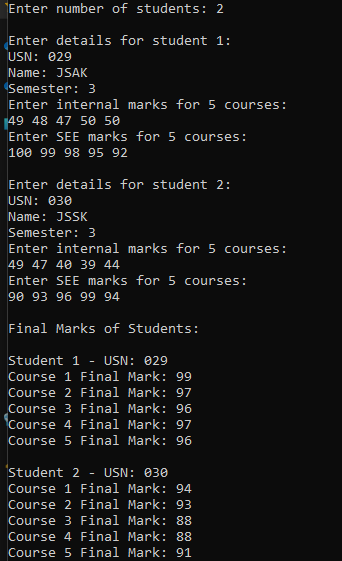 Enter number of students: 2
Enter details for student 1:
USN: 029
Name: JSAK
Semester: 3
Enter internal marks for 5 courses:
49 48 47 50 50
Enter SEE marks for 5 courses:
100 99 98 95 92
Enter details for student 2:
USN: 030
Name: JSSK
Semester: 3
Enter internal marks for 5 courses:
49 47 40 39 44
Enter SEE marks for 5 courses:
90 93 96 99 94
Final Marks of Students:
Student 1 - USN: 029
Course 1 Final Mark: 99
Course 2 Final Mark: 97
Course 3 Final Mark: 96
Course 4 Final Mark: 97
Course 5 Final Mark: 96
Student 2 - USN: 030
Course 1 Final Mark: 94
Course 2 Final Mark: 93
Course 3 Final Mark: 88
Course 4 Final Mark: 88
Course 5 Final Mark: 91